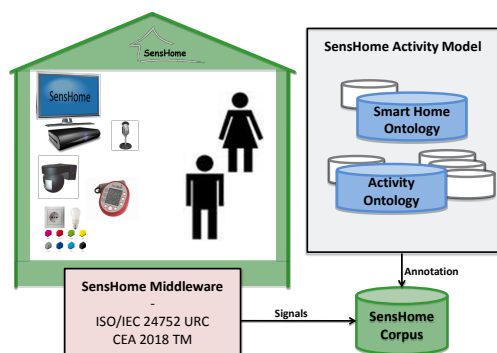 SensHome
SensHome
SensHome Activity Model
Smart Home
Ontology
Activity
Ontology
SensHome Middleware
-
ISO/IEC 24752 URC
CEA 2018 TM
Signals
Annotation
SensHome
Corpus